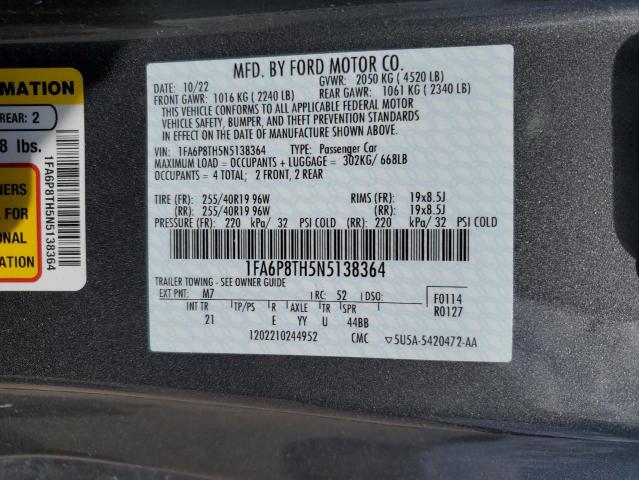 MATION
REAR: 2
8 lbs.
L AT
FOR
ONAL
ATION
1FA6P8TH5N5138364
MFD. BY FORD MOTOR CO.
10/22 GVWR: 2050 KG ( 4520 LB)
FRONT GAWR: 1016 KG ( 2240 LB) REAR GAWR: 1061 KG ( 2340 LB)
THIS VEHICLE CONFORMS TO ALL APPLICABLE FEDERAL MOTOR
VEHICLE SAFETY, BUMPER, AND THEFT PREVENTION STANDARDS
IN EFFECT ON THE DATE OF MANUFACTURE SHOWN ABOVE.
VIN: 1FA6P8TH5N5138364 TYPE: Passenger Car
MAXIMUM LOAD = OCCUPANTS + LUGGAGE = 302KG/ 668LB
OCCUPANTS = 4 TOTAL; 2 FRONT, 2 REAR
TIRE (FR): 255/40R19 96W RIMS (FR): 19x8.5J
(RR): 255/40R19 96W (RR): 19x8.5J
PRESSURE (FR): 220 kPa/ 32 PSI COLD (RR): 220 kPa/ 32 PSI COLD
1FA6P8TH5N5138364
TRAILER TOWING - SEE OWNER GUIDE
EXT PNT: M7 RC: 52 DSO: F0114
INT TR TP/PS R AXLE TR SPR R0127
21 E YY U 44BB
1202210244952 CMC 5U5A-5420472-AA